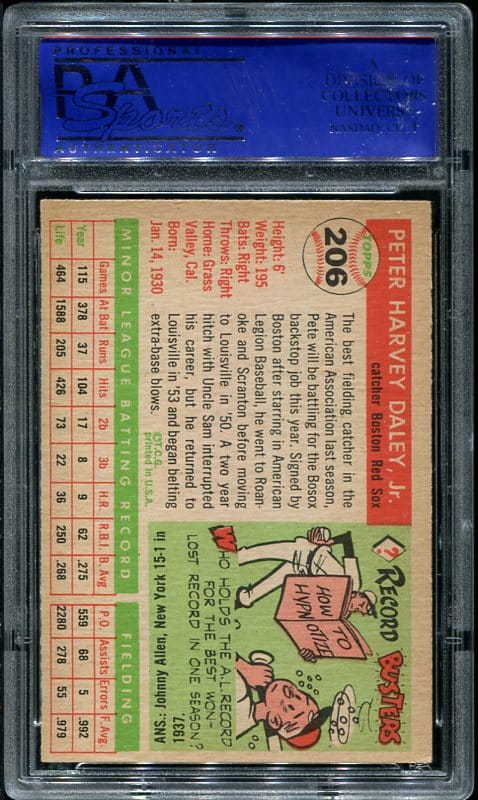 PROFESSIONAL
PSA
Sports®
AUTHENTICATOR
A
DIVISION OF
COLLECTORS
UNIVERSE
NASDAQ: CLCT
TOPPS
206
PETER HARVEY DALEY, Jr.
catcher Boston Red Sox
Height: 6'
Weight: 195
Bats: Right
Throws: Right
Home: Grass
Valley, Cal.
Born:
Jan. 14, 1930
The best fielding catcher in the
American Association last season,
Pete will be battling for the Bosox
backstop job this year. Signed by
Boston after starring in American
Legion Baseball, he went to Roan-
oke and Scranton before moving
to Louisville in '50. A two year
hitch with Uncle Sam interrupted
his career, but he returned to
Louisville in '53 and began belting
extra-base blows.
©T.C.G.
printed in U.S.A.
? RECORD BUSTERS
HOW TO
HYPNOTIZE
WHO HOLDS THE A.L. RECORD
FOR THE BEST WON-
LOST RECORD IN ONE SEASON?
ANS.: Johnny Allen, New York 15-1 in
1937.
MINOR LEAGUE BATTING RECORD FIELDING
Games At Bat Runs Hits 2b 3b H.R. R.B.I. B. Avg P.O. Assists Errors F. Avg.
Year 115 378 37 104 17 8 9 62 .275 559 68 5 .992
Life 464 1588 205 426 73 22 36 250 .268 2280 278 55 .979